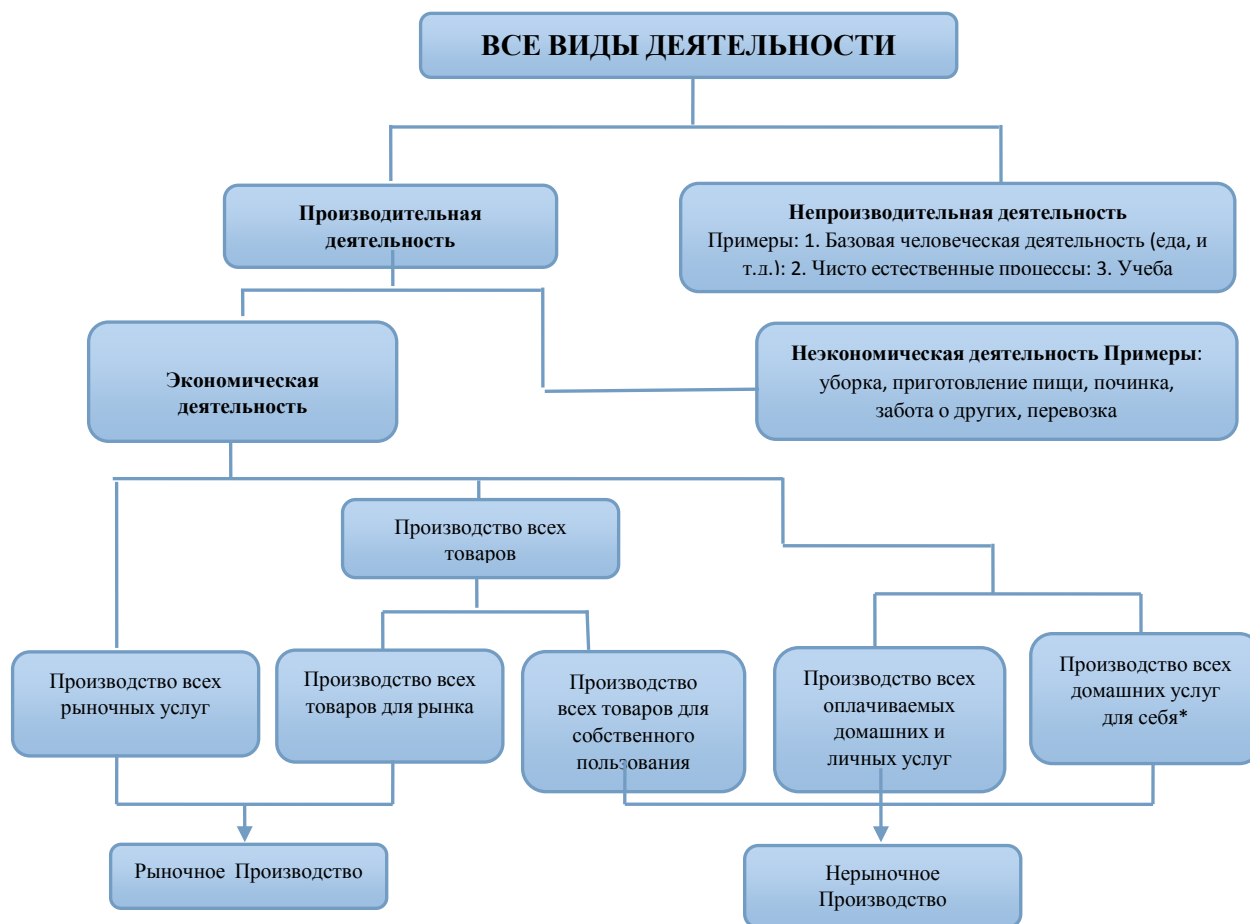 ВСЕ ВИДЫ ДЕЯТЕЛЬНОСТИ
Производительная
деятельность
Непроизводительная деятельность
Примеры: 1. Базовая человеческая деятельность (еда, и
т.д.): 2. Чисто естественные процессы: 3. Учеба
Экономическая
деятельность
Неэкономическая деятельность Примеры:
уборка, приготовление пищи, починка,
забота о других, перевозка
Производство всех
товаров
Производство всех
рыночных услуг
Производство всех
товаров для рынка
Производство
всех товаров для
собственного
пользования
Производство всех
оплачиваемых
домашних и
личных услуг
Производство всех
домашних услуг
для себя*
Рыночное Производство
Нерыночное
Производство